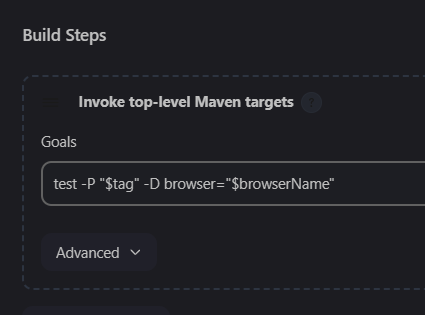 Build Steps
Invoke top-level Maven targets ?
Goals
test -P "$tag" -D browser="$browserName"
Advanced